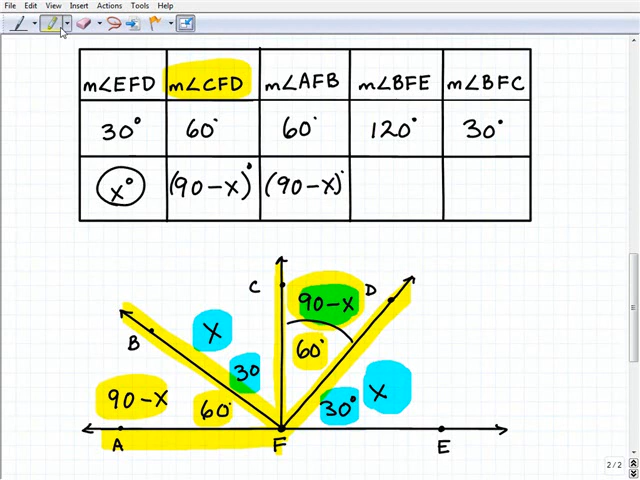 File Edit View Insert Actions Tools Help
m∠EFD m∠CFD m∠AFB m∠BFE m∠BFC
30° 60° 60° 120° 30°
x° (90-x)° (90-x)°
C
90-x D
X
B
60°
30
90-x 60° 30° X
A F E
2/2